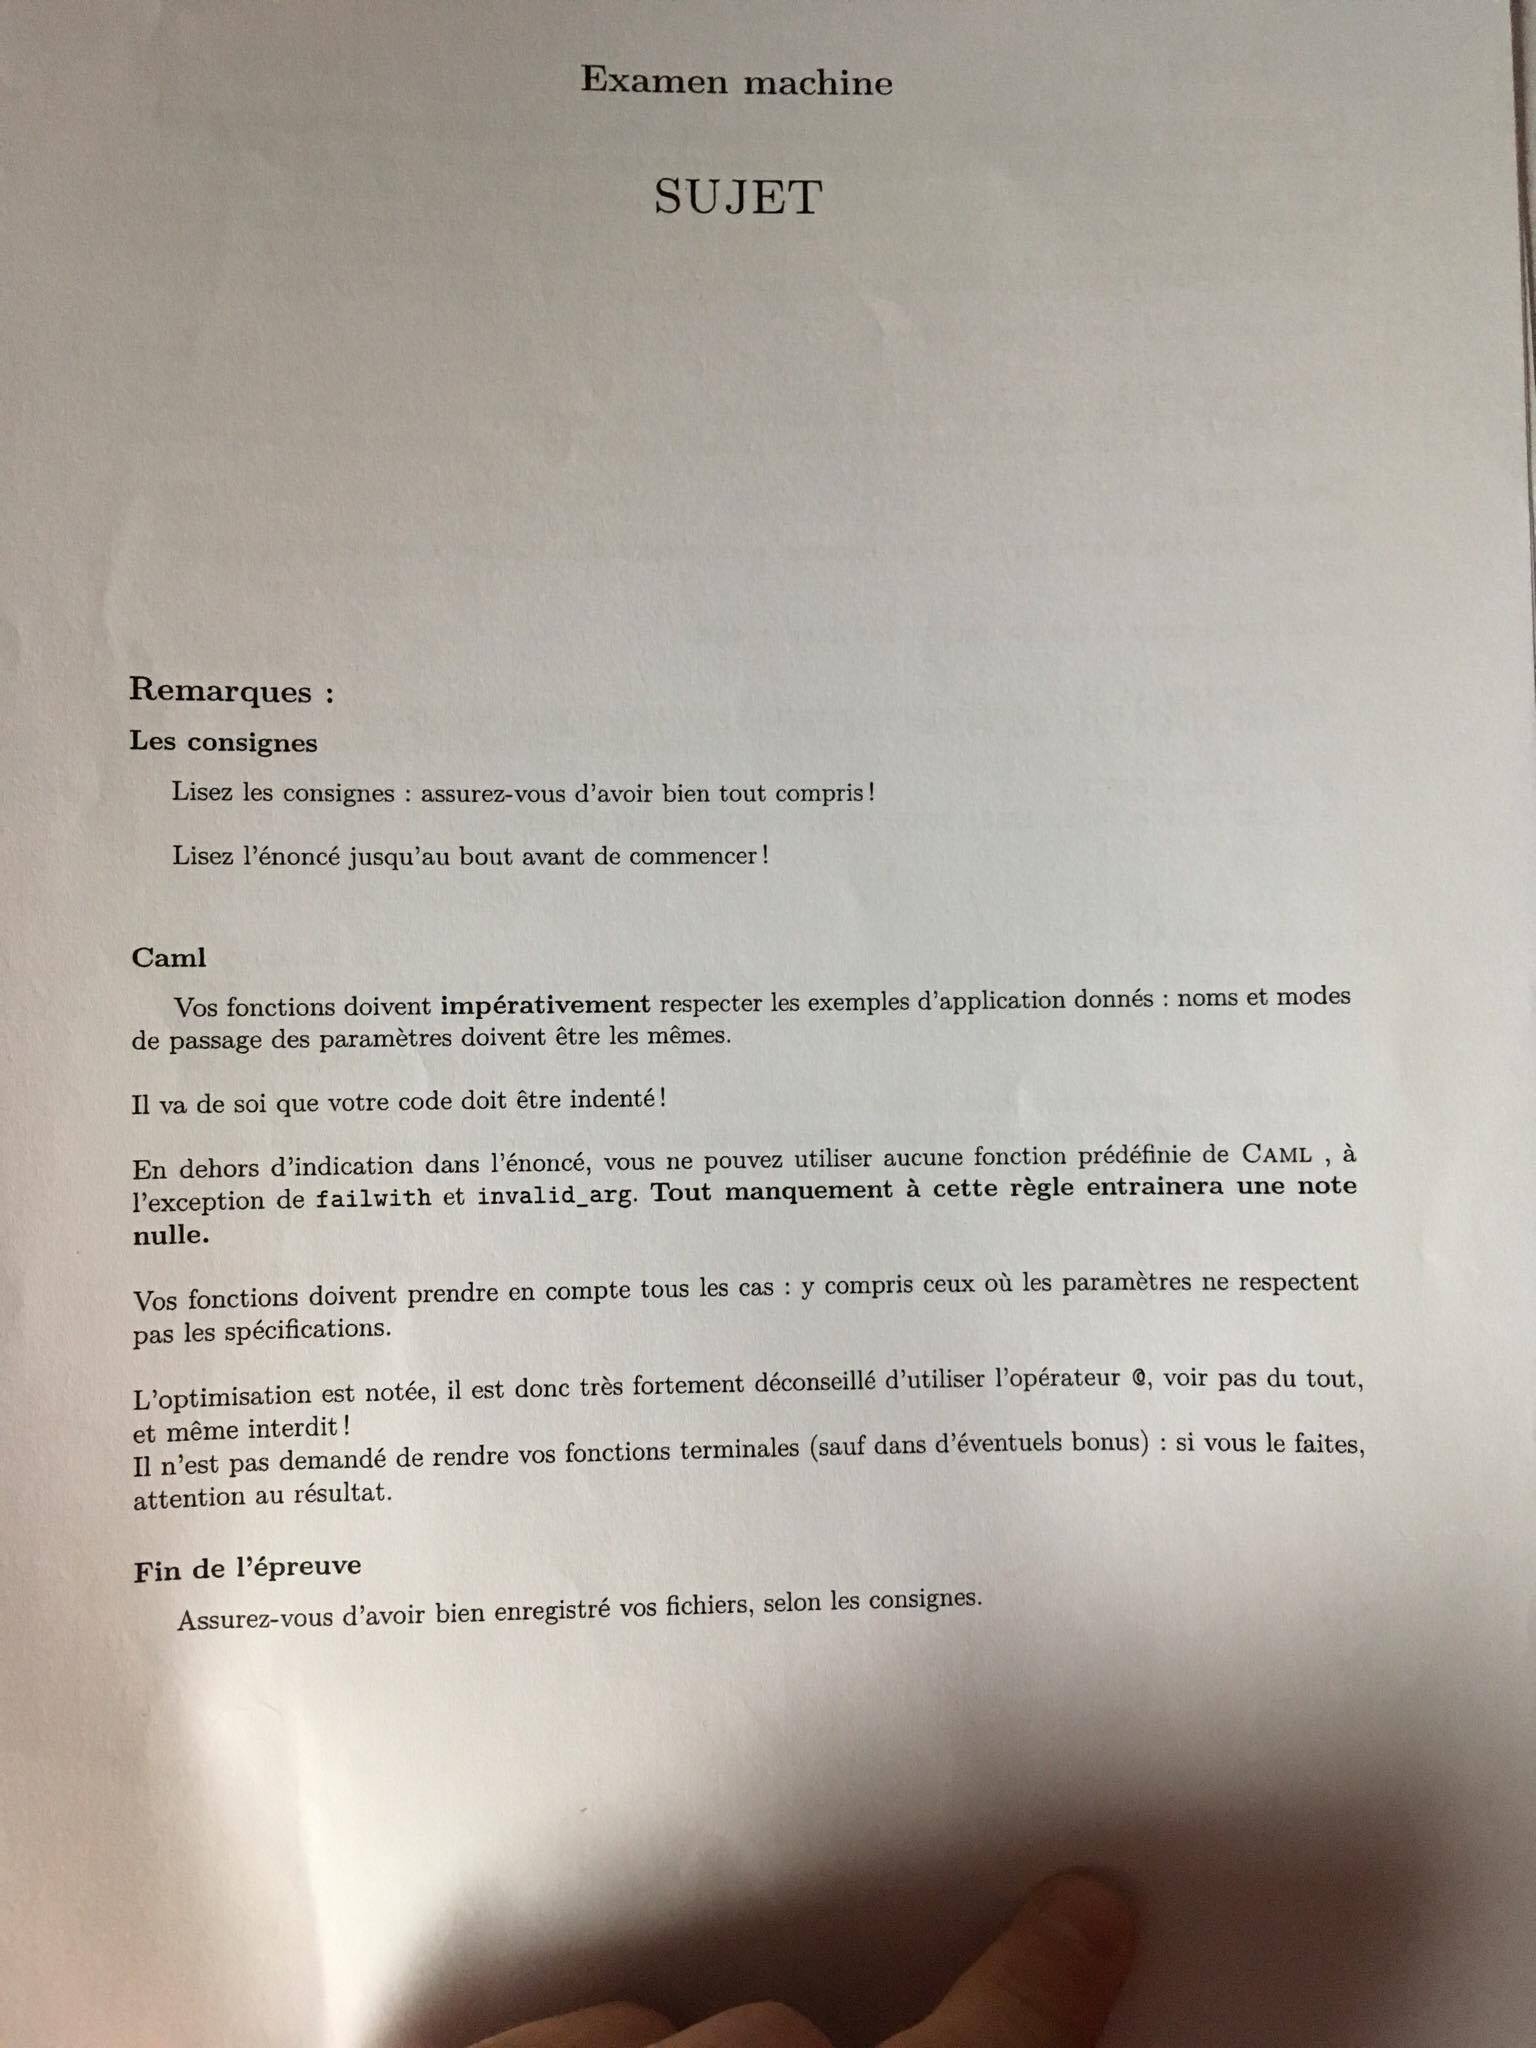 Examen machine
SUJET
Remarques :
Les consignes
Lisez les consignes : assurez-vous d'avoir bien tout compris !
Lisez l'énoncé jusqu'au bout avant de commencer !
Caml
Vos fonctions doivent impérativement respecter les exemples d'application donnés : noms et modes
de passage des paramètres doivent être les mêmes.
Il va de soi que votre code doit être indenté !
En dehors d'indication dans l'énoncé, vous ne pouvez utiliser aucune fonction prédéfinie de CAML , à
l'exception de failwith et invalid_arg. Tout manquement à cette règle entrainera une note
nulle.
Vos fonctions doivent prendre en compte tous les cas : y compris ceux où les paramètres ne respectent
pas les spécifications.
L'optimisation est notée, il est donc très fortement déconseillé d'utiliser l'opérateur @, voir pas du tout,
et même interdit !
Il n'est pas demandé de rendre vos fonctions terminales (sauf dans d'éventuels bonus) : si vous le faites,
attention au résultat.
Fin de l'épreuve
Assurez-vous d'avoir bien enregistré vos fichiers, selon les consignes.